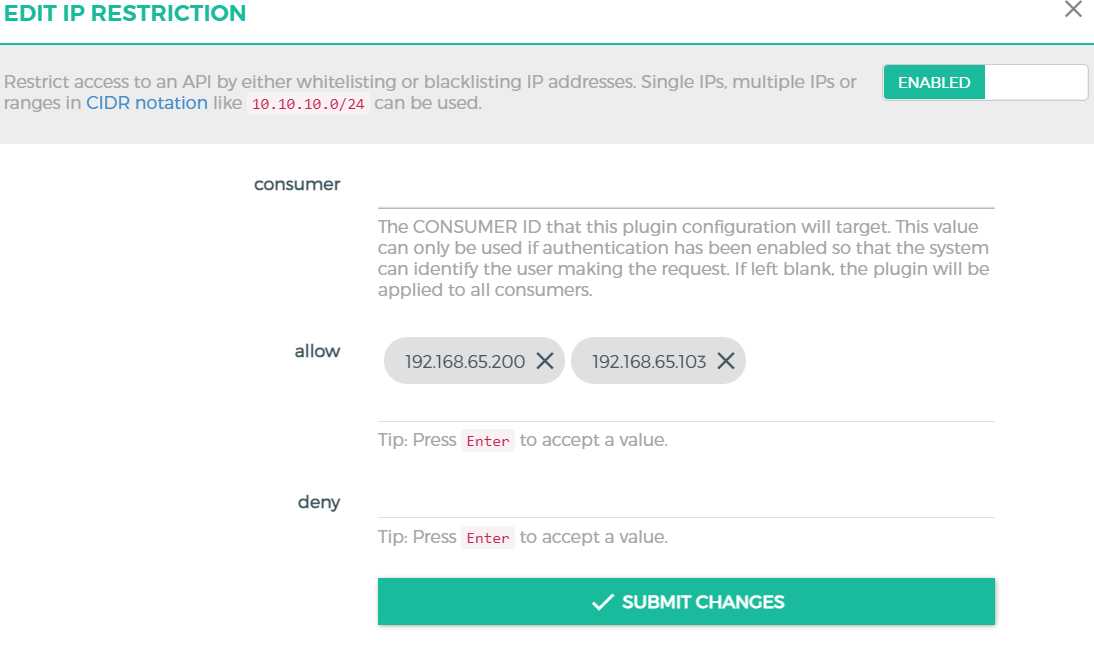 EDIT IP RESTRICTION
Restrict access to an API by either whitelisting or blacklisting IP addresses. Single IPs, multiple IPs or
ranges in CIDR notation like 10.10.10.0/24 can be used.
ENABLED
consumer
The CONSUMER ID that this plugin configuration will target. This value
can only be used if authentication has been enabled so that the system
can identify the user making the request. If left blank, the plugin will be
applied to all consumers.
allow
192.168.65.200 192.168.65.103
Tip: Press Enter to accept a value.
deny
Tip: Press Enter to accept a value.
SUBMIT CHANGES